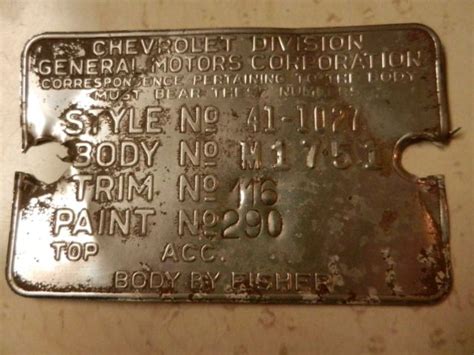 CHEVROLET DIVISION
GENERAL MOTORS CORPORATION
CORRESPONDENCE PERTAINING TO THE BODY
MUST BEAR THESE NUMBERS
STYLE Nº 41-1027
BODY Nº M1751
TRIM Nº 116
PAINT Nº 290
TOP ACC.
BODY BY FISHER